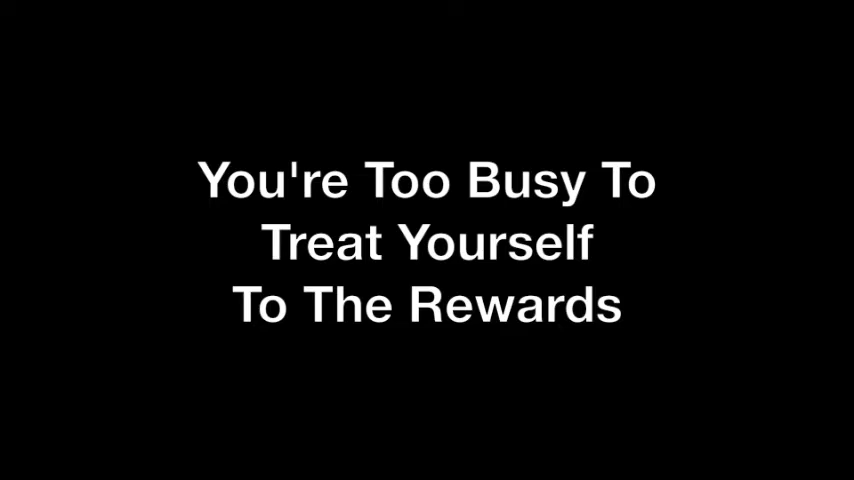 You're Too Busy To
Treat Yourself
To The Rewards